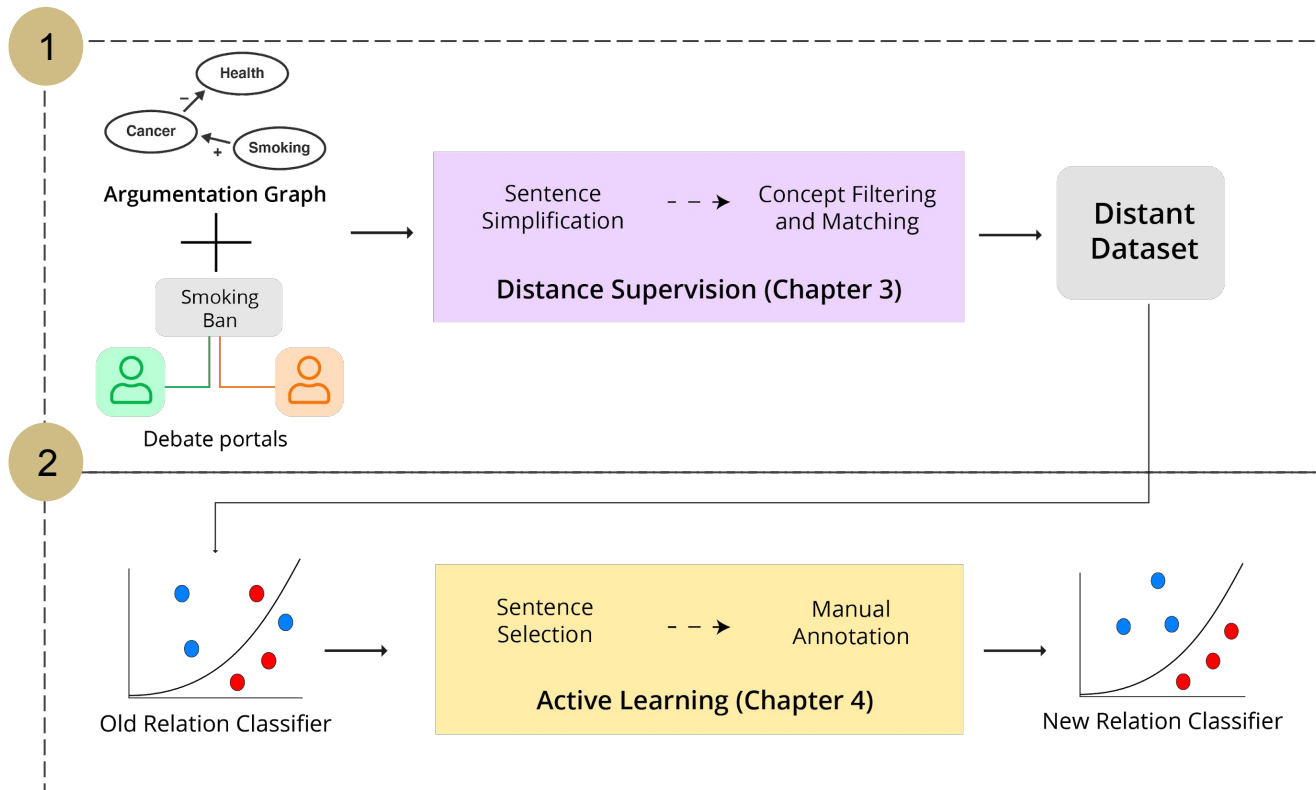 1
Health
–
Cancer
+
Smoking
Argumentation Graph
Smoking
Ban
Debate portals
Sentence
Simplification
Concept Filtering
and Matching
Distance Supervision (Chapter 3)
Distant
Dataset
2
Old Relation Classifier
Sentence
Selection
Manual
Annotation
Active Learning (Chapter 4)
New Relation Classifier